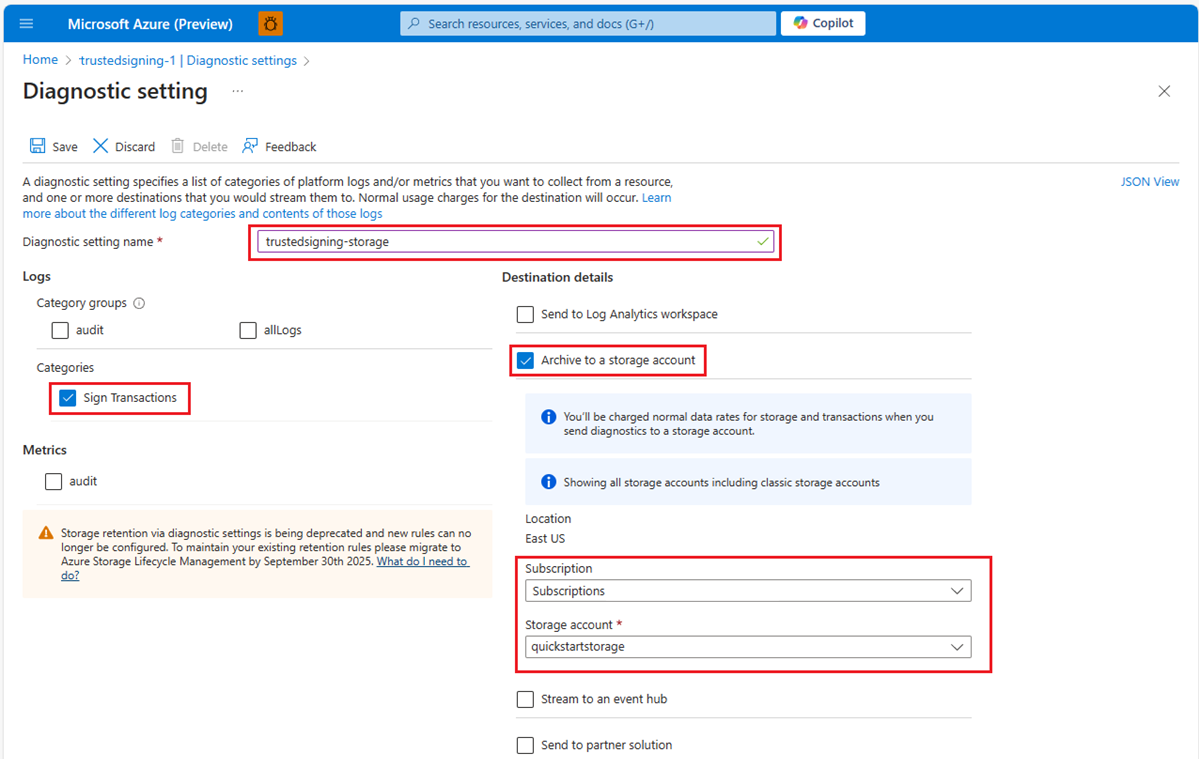 Microsoft Azure (Preview)
Search resources, services, and docs (G+/)
Copilot
Home > trustedsigning-1 | Diagnostic settings >
Diagnostic setting ...
Save Discard Delete Feedback
A diagnostic setting specifies a list of categories of platform logs and/or metrics that you want to collect from a resource,
and one or more destinations that you would stream them to. Normal usage charges for the destination will occur. Learn
more about the different log categories and contents of those logs
JSON View
Diagnostic setting name *
trustedsigning-storage
Logs
Category groups
audit
allLogs
Categories
Sign Transactions
Metrics
audit
Storage retention via diagnostic settings is being deprecated and new rules can no
longer be configured. To maintain your existing retention rules please migrate to
Azure Storage Lifecycle Management by September 30th 2025. What do I need to
do?
Destination details
Send to Log Analytics workspace
Archive to a storage account
You'll be charged normal data rates for storage and transactions when you
send diagnostics to a storage account.
Showing all storage accounts including classic storage accounts
Location
East US
Subscription
Subscriptions
Storage account *
quickstartstorage
Stream to an event hub
Send to partner solution